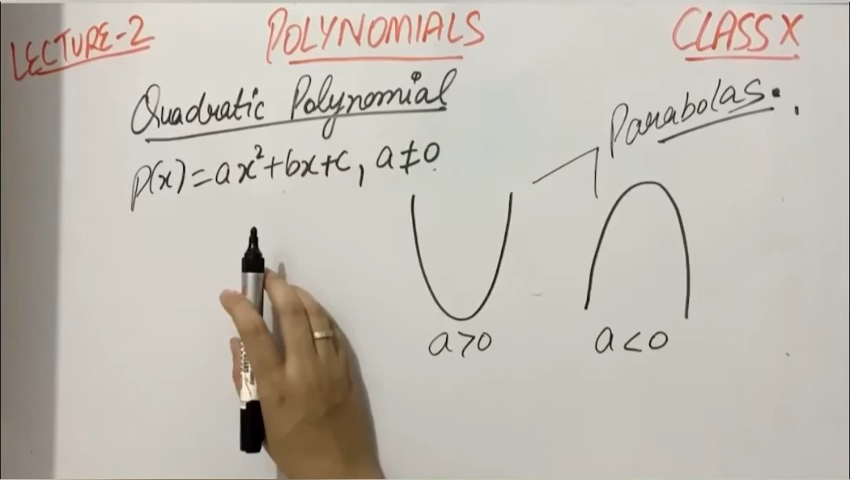 LECTURE-2
POLYNOMIALS
CLASS X
Quadratic Polynomial
p(x)=ax²+bx+c, a≠0
Parabolas.
a>0
a<0